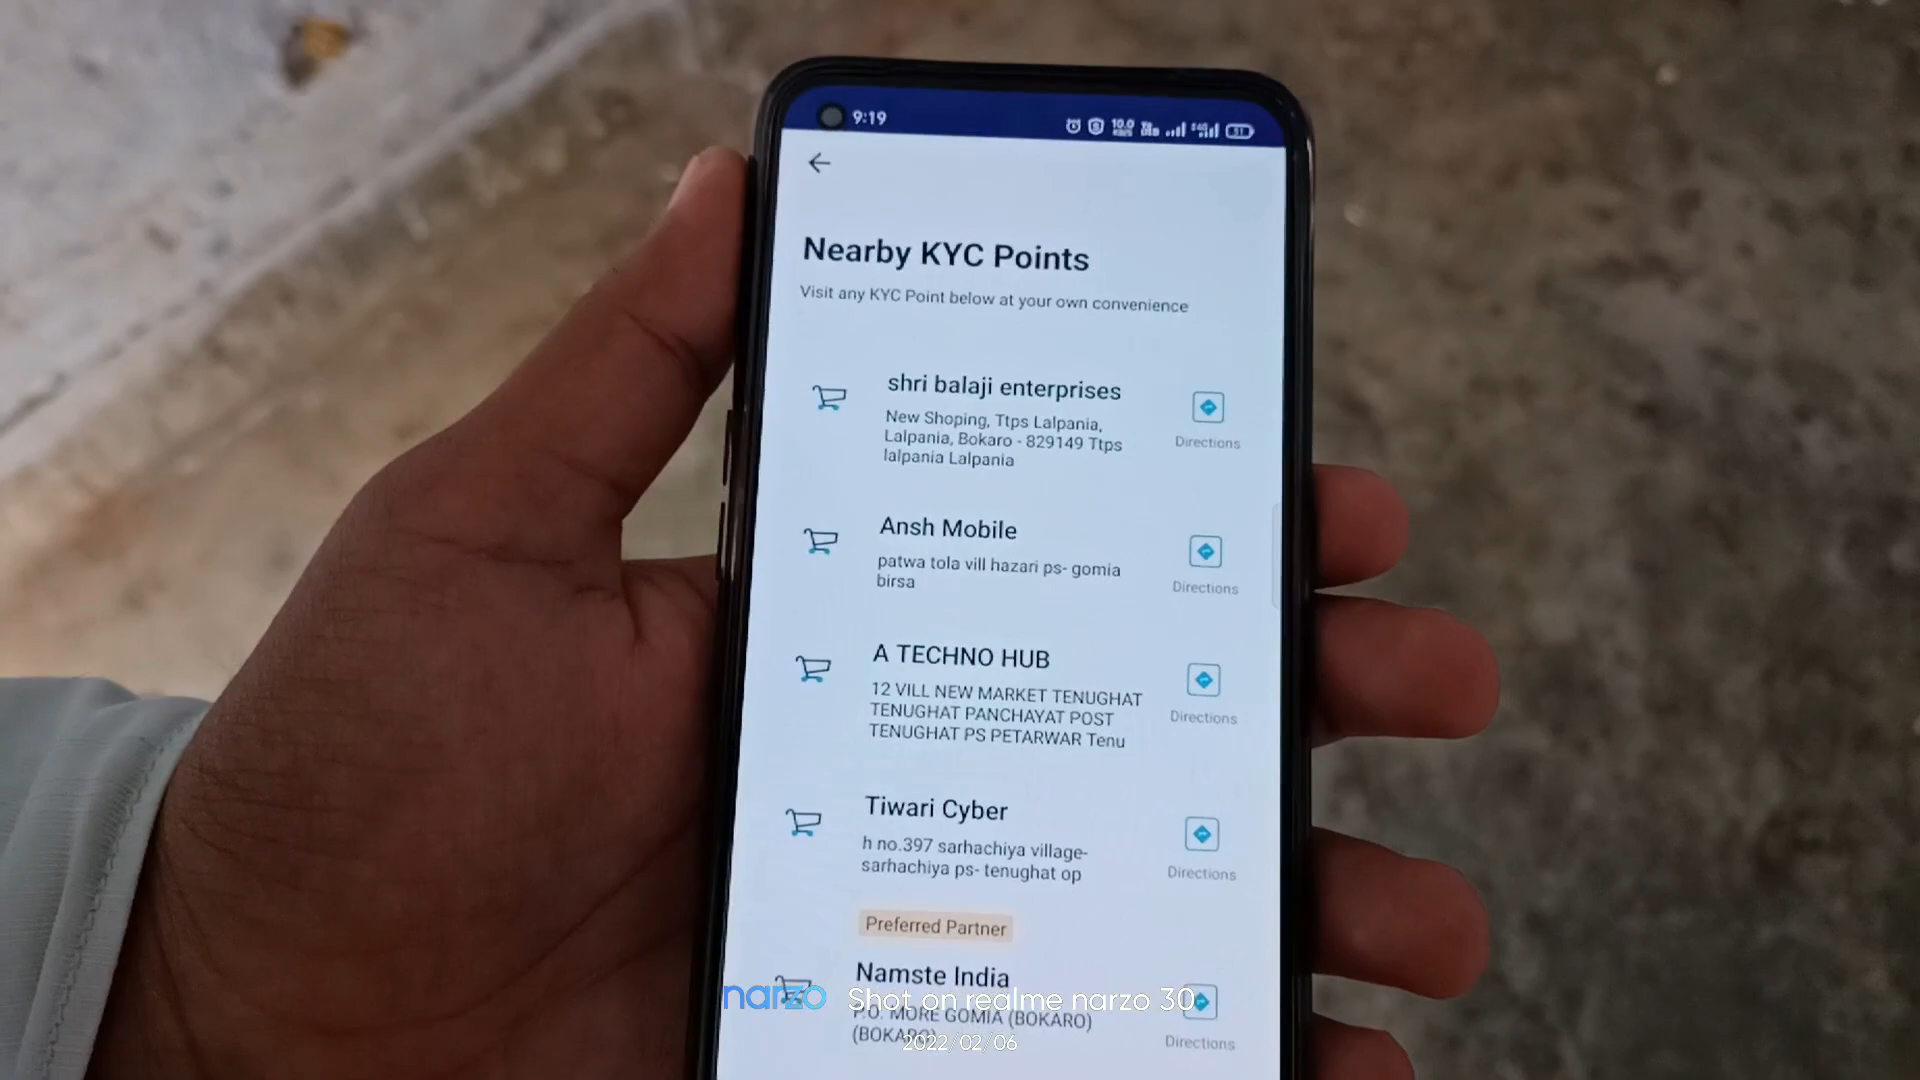 9:19
10.0
51
Nearby KYC Points
Visit any KYC Point below at your own convenience
shri balaji enterprises
New Shoping, Ttps Lalpania,
Lalpania, Bokaro - 829149 Ttps
lalpania Lalpania
Directions
Ansh Mobile
patwa tola vill hazari ps- gomia
birsa
Directions
A TECHNO HUB
12 VILL NEW MARKET TENUGHAT
TENUGHAT PANCHAYAT POST
TENUGHAT PS PETARWAR Tenu
Directions
Tiwari Cyber
h no.397 sarhachiya village-
sarhachiya ps- tenughat op
Directions
Preferred Partner
Namste India
P.O. MORE GOMIA (BOKARO)
(BOKARO)
Directions
narzo Shot on realme narzo 30
2022/02/06